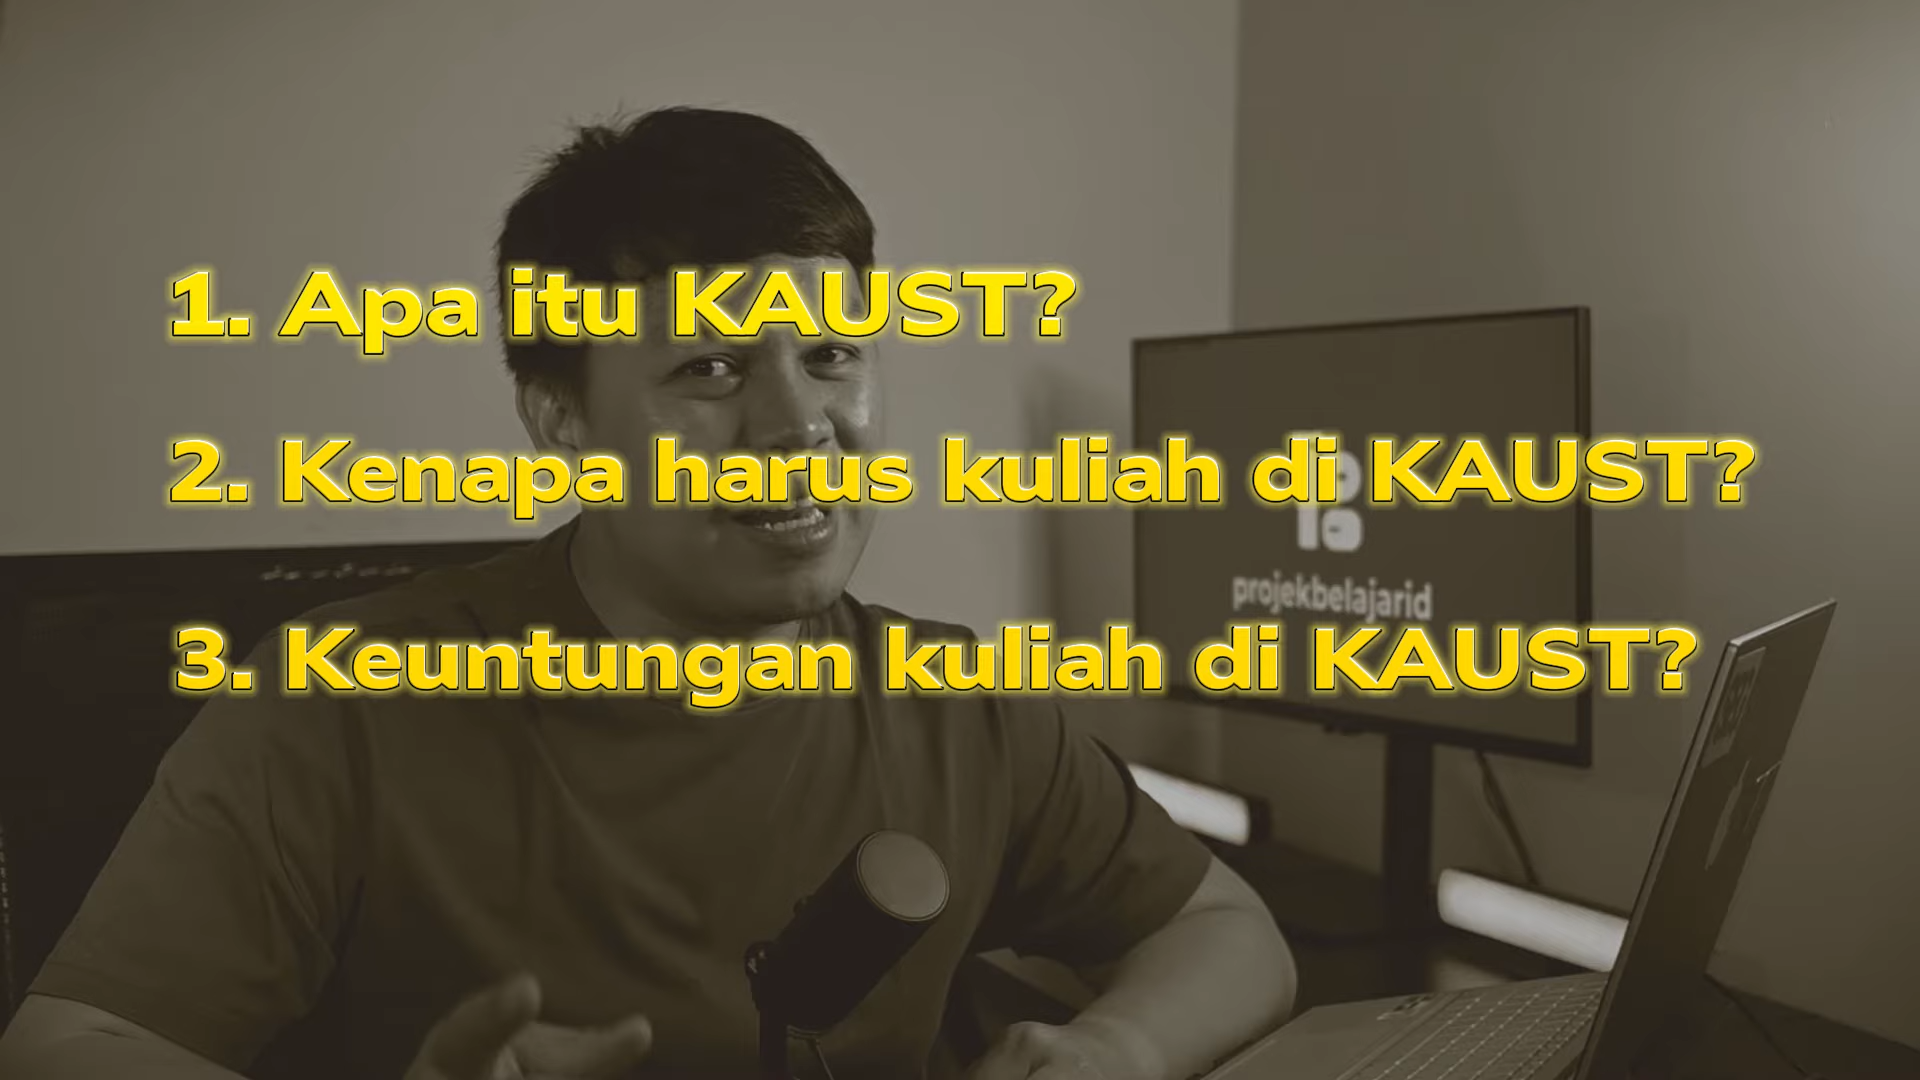 1. Apa itu KAUST?
2. Kenapa harus kuliah di KAUST?
projekbelajarid
3. Keuntungan kuliah di KAUST?